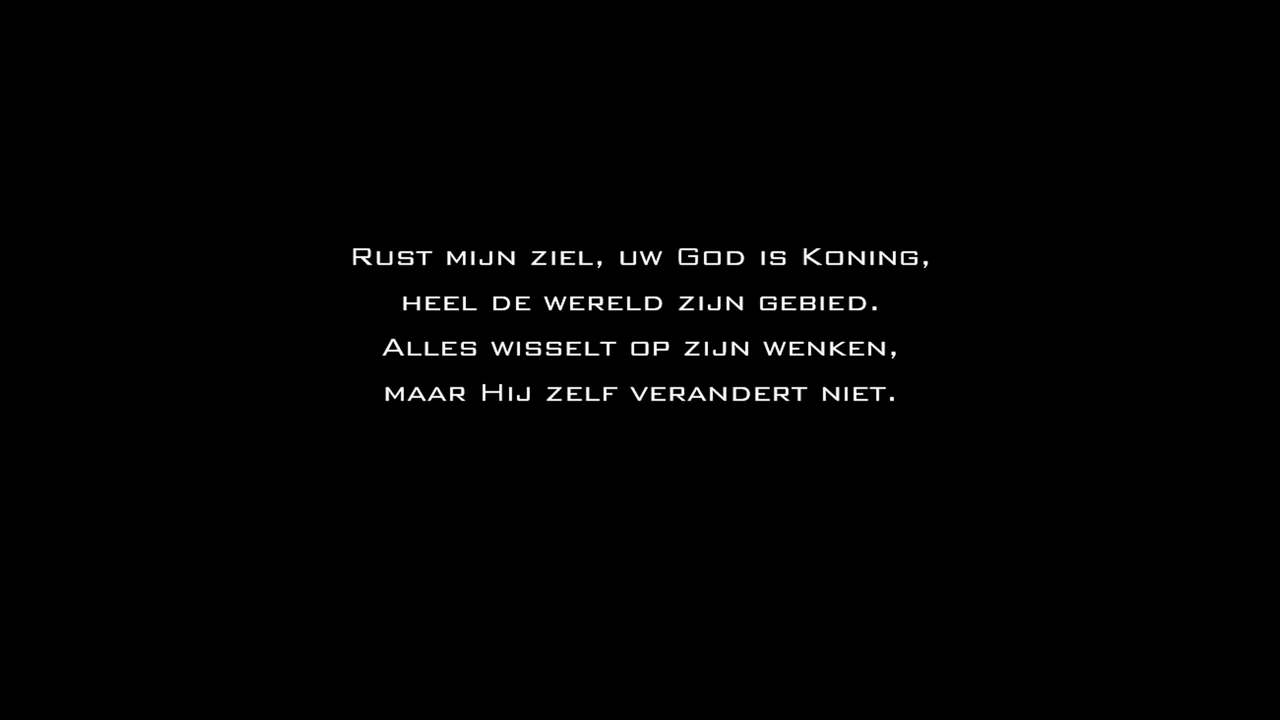 Rust mijn ziel, uw God is Koning,
heel de wereld zijn gebied.
Alles wisselt op zijn wenken,
maar Hij zelf verandert niet.